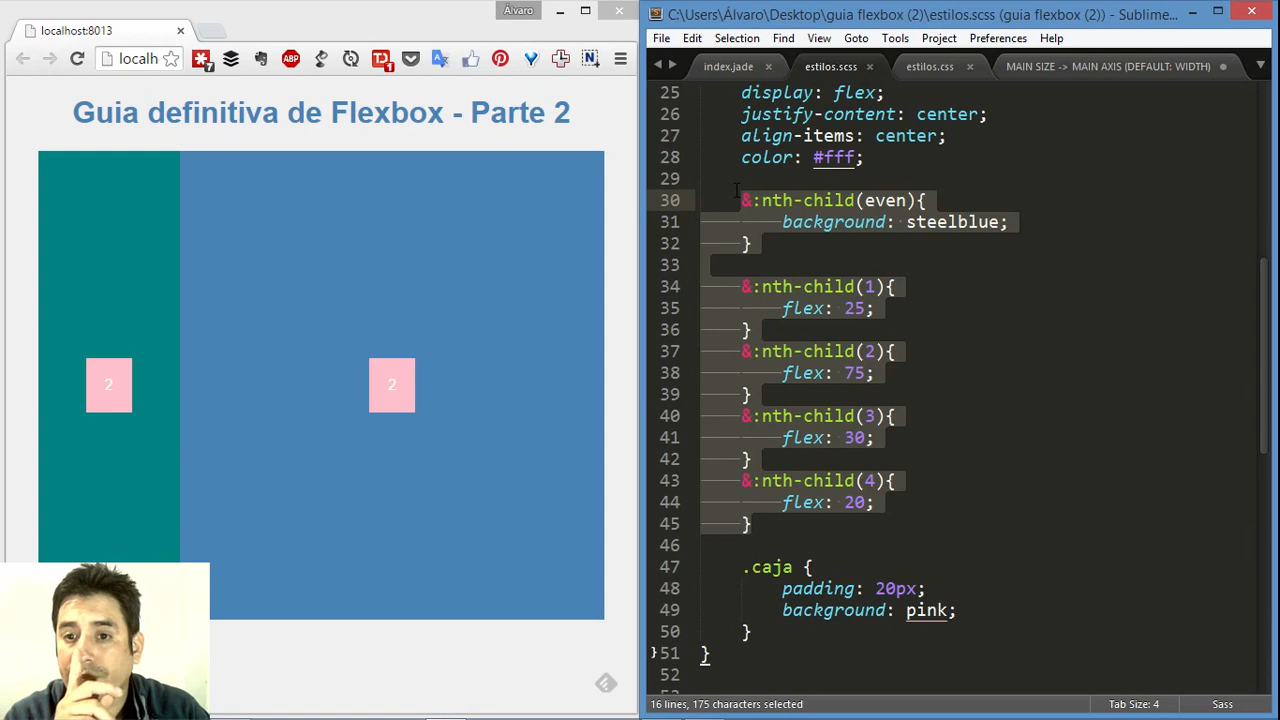 Álvaro
C:\Users\Álvaro\Desktop\guia flexbox (2)\estilos.scss (guia flexbox (2)) - Sublime...
localhost:8013
File Edit Selection Find View Goto Tools Project Preferences Help
localh
7
ABP
1
N
index.jade
estilos.scss
estilos.css
MAIN SIZE -> MAIN AXIS (DEFAULT: WIDTH)
Guia definitiva de Flexbox - Parte 2
2
2
25 display: flex;
26 justify-content: center;
27 align-items: center;
28 color: #fff;
29
30 &:nth-child(even){
31 background: steelblue;
32 }
33
34 &:nth-child(1){
35 flex: 25;
36 }
37 &:nth-child(2){
38 flex: 75;
39 }
40 &:nth-child(3){
41 flex: 30;
42 }
43 &:nth-child(4){
44 flex: 20;
45 }
46
47 .caja {
48 padding: 20px;
49 background: pink;
50 }
51 }
52
16 lines, 175 characters selected
Tab Size: 4
Sass